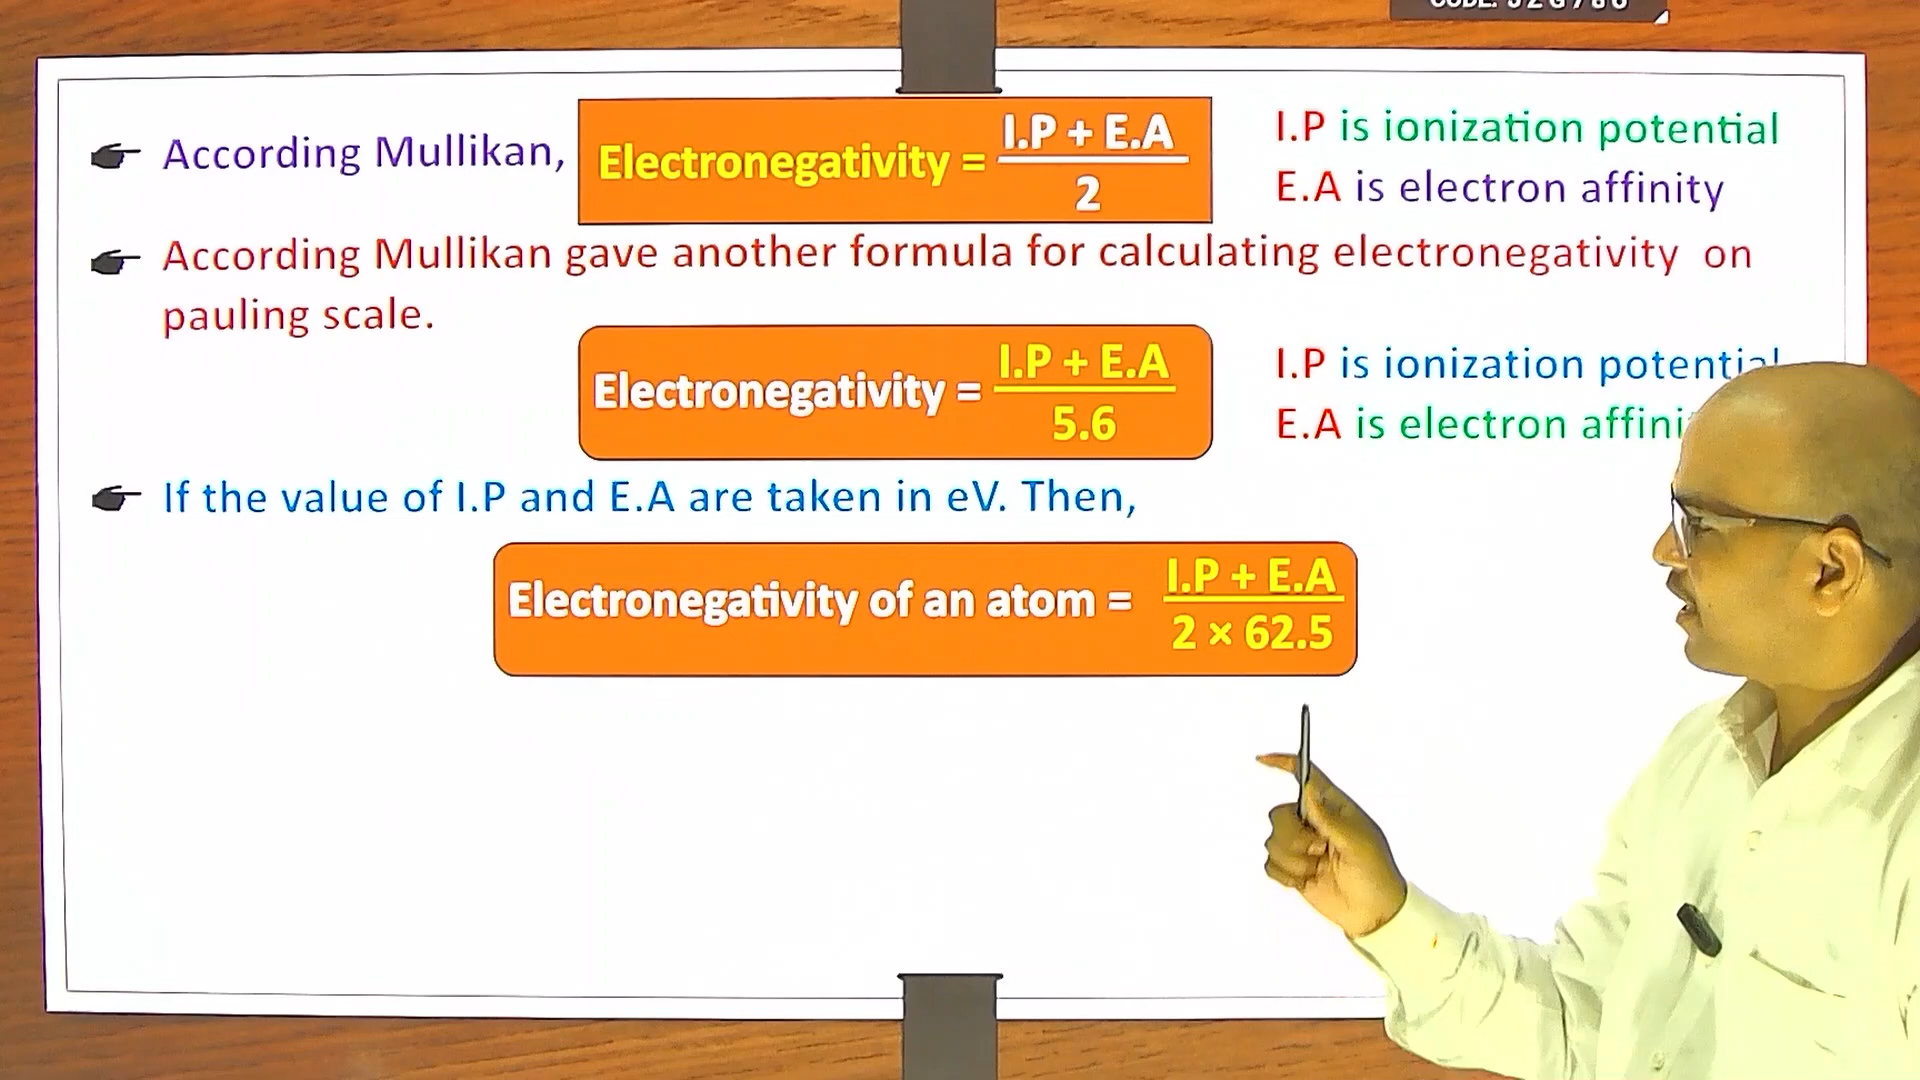 According Mullikan,
Electronegativity = I.P + E.A / 2
I.P is ionization potential
E.A is electron affinity
According Mullikan gave another formula for calculating electronegativity on
pauling scale.
Electronegativity = I.P + E.A / 5.6
I.P is ionization
E.A is electron
If the value of I.P and E.A are taken in eV. Then,
Electronegativity of an atom = I.P + E.A / 2 × 62.5